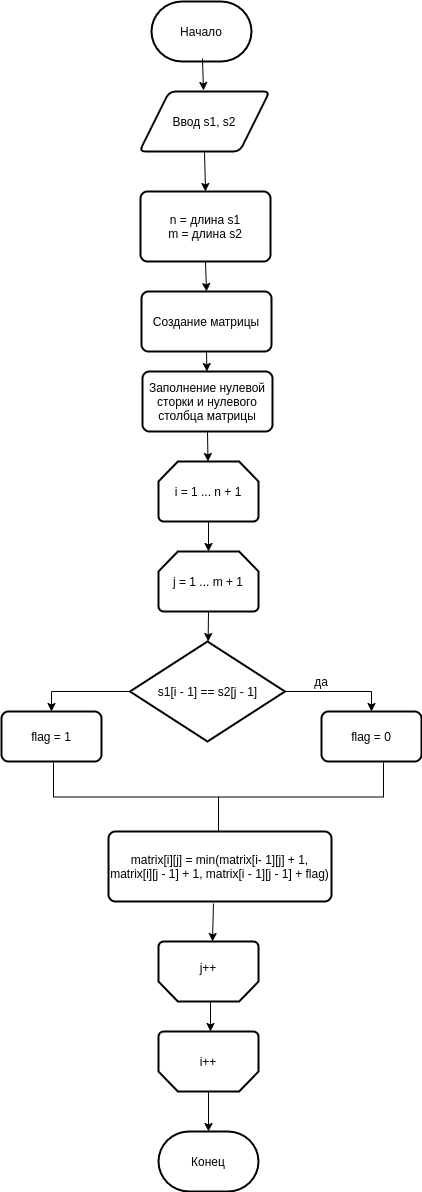 Начало
Ввод s1, s2
n = длина s1
m = длина s2
Создание матрицы
Заполнение нулевой
сторки и нулевого
столбца матрицы
i = 1 ... n + 1
j = 1 ... m + 1
s1[i - 1] == s2[j - 1]
да
flag = 1
flag = 0
matrix[i][j] = min(matrix[i- 1][j] + 1,
matrix[i][j - 1] + 1, matrix[i - 1][j - 1] + flag)
j++
i++
Конец